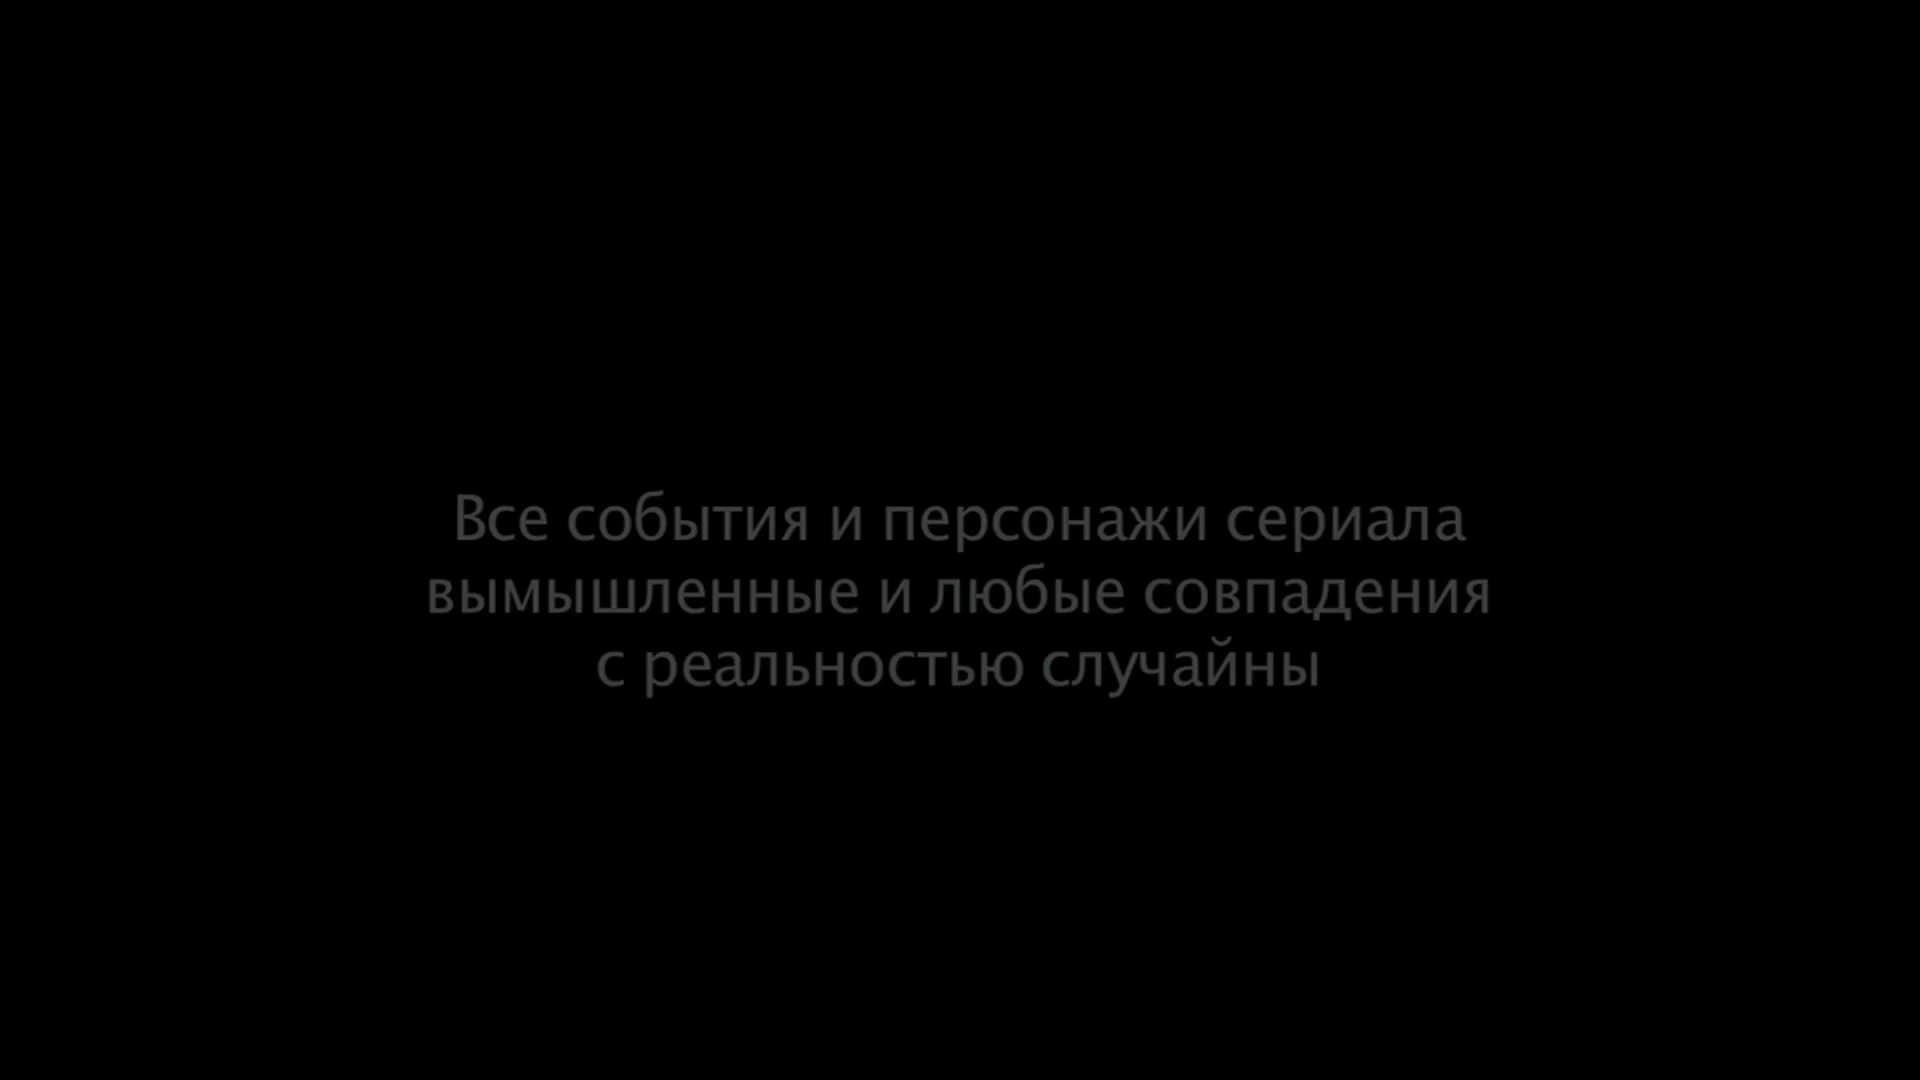 Все события и персонажи сериала
вымышленные и любые совпадения
с реальностью случайны